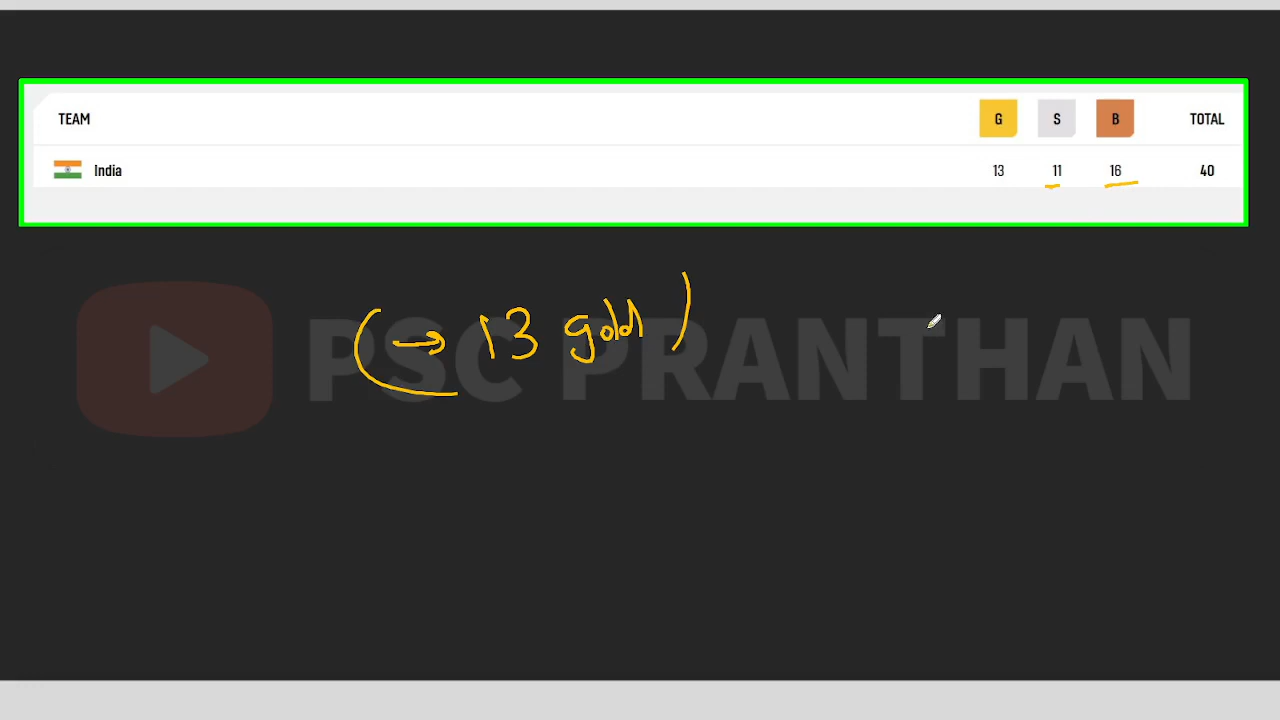 TEAM G S B TOTAL
India 13 11 16 40
(→ 13 gold)
PSC PRANTHAN